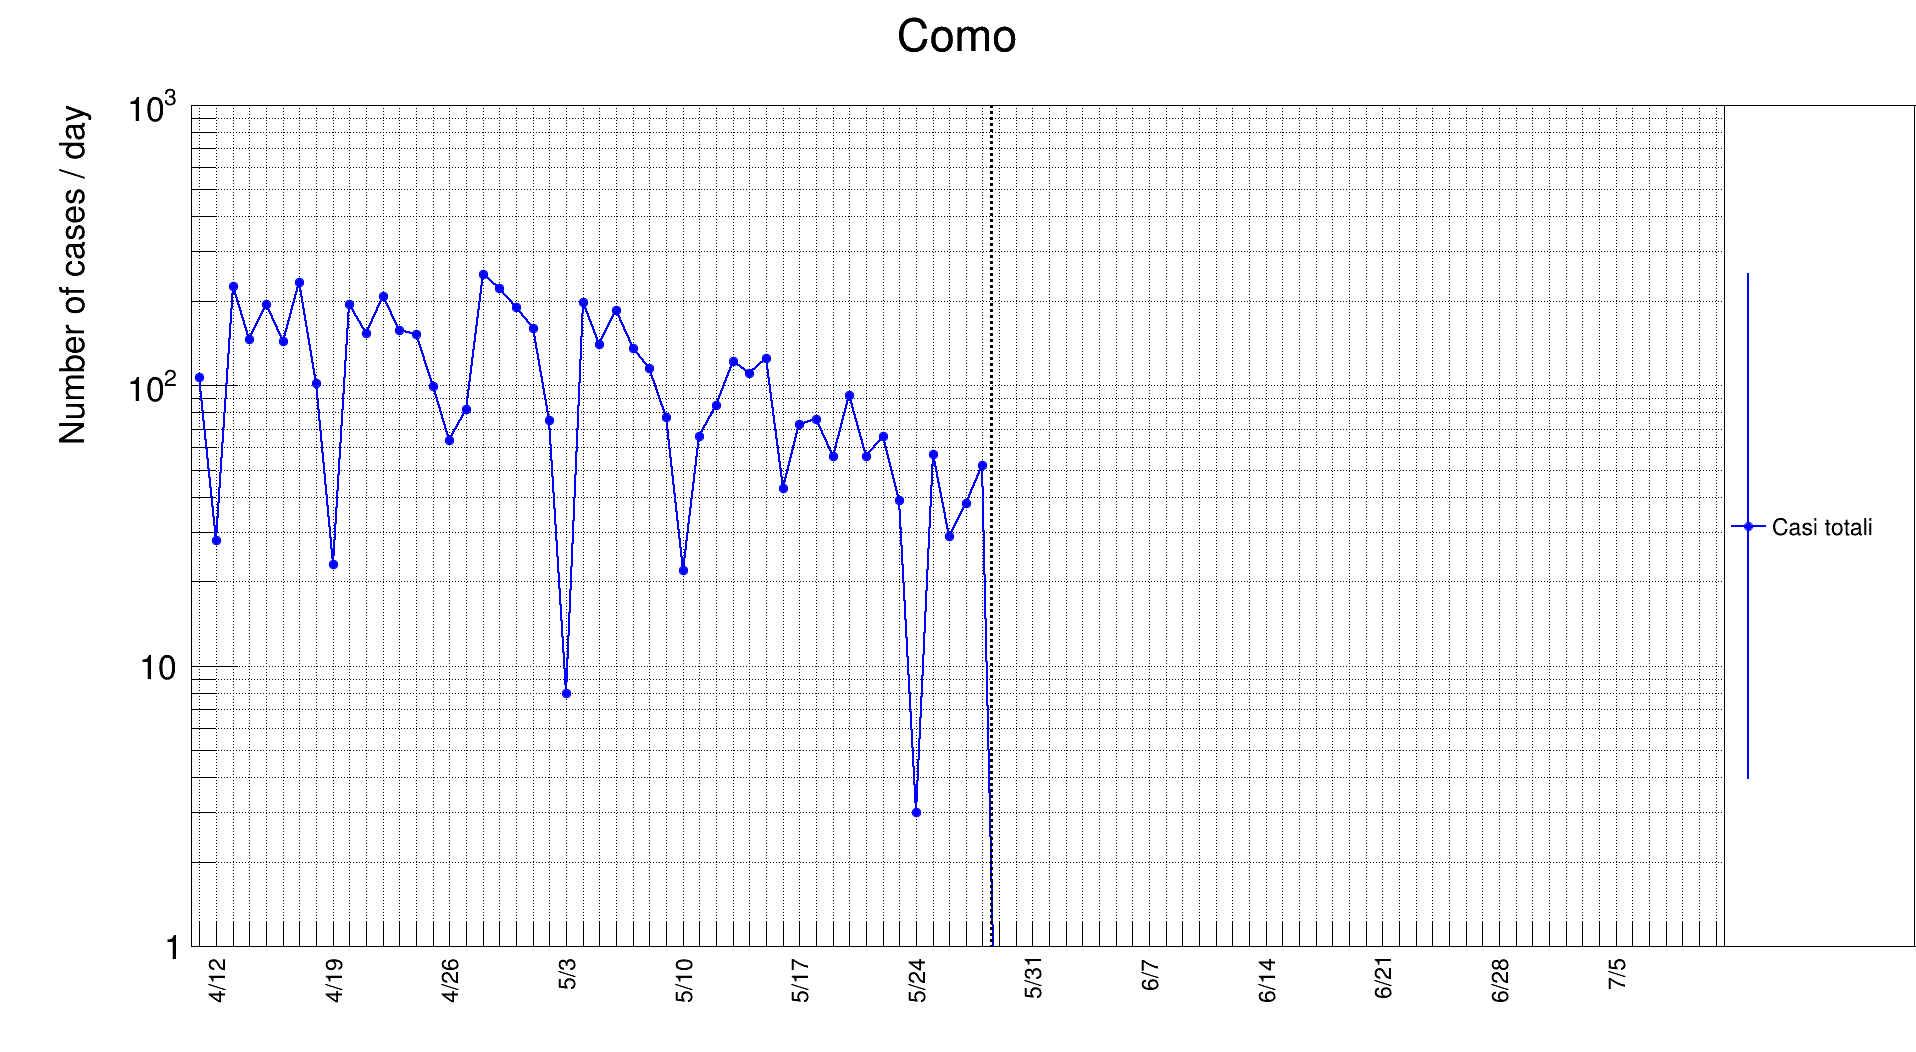 Como
Number of cases / day
10³
10²
10
1
4/12 4/19 4/26 5/3 5/10 5/17 5/24 5/31 6/7 6/14 6/21 6/28 7/5
Casi totali